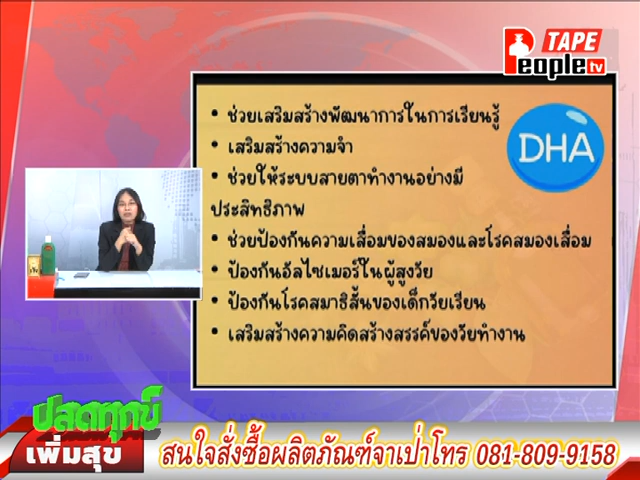 TAPE
People tv
• ช่วยเสริมสร้างพัฒนาการในการเรียนรู้
• เสริมสร้างความจำ
• ช่วยให้ระบบสายตาทำงานอย่างมี
ประสิทธิภาพ
• ช่วยป้องกันความเสื่อมของสมองและโรคสมองเสื่อม
• ป้องกันอัลไซเมอร์ในผู้สูงวัย
• ป้องกันโรคสมาธิสั้นของเด็กวัยเรียน
• เสริมสร้างความคิดสร้างสรรค์ของวัยทำงาน
DHA
ปลดทุกข์
เพิ่มสุข
สนใจสั่งซื้อผลิตภัณฑ์จาเป่าโทร 081-809-9158